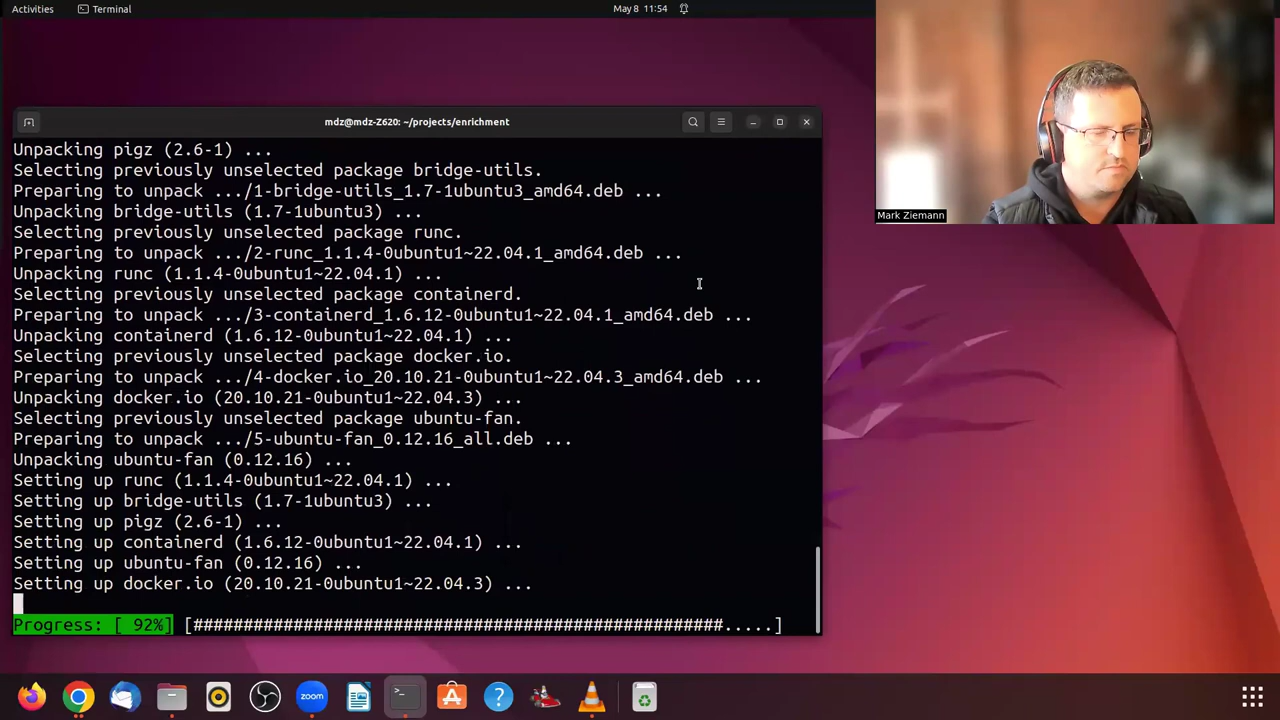 Activities
Terminal
May 8 11:54
Mark Ziemann
mdz@mdz-Z620: ~/projects/enrichment
Unpacking pigz (2.6-1) ...
Selecting previously unselected package bridge-utils.
Preparing to unpack .../1-bridge-utils_1.7-1ubuntu3_amd64.deb ...
Unpacking bridge-utils (1.7-1ubuntu3) ...
Selecting previously unselected package runc.
Preparing to unpack .../2-runc_1.1.4-0ubuntu1~22.04.1_amd64.deb ...
Unpacking runc (1.1.4-0ubuntu1~22.04.1) ...
Selecting previously unselected package containerd.
Preparing to unpack .../3-containerd_1.6.12-0ubuntu1~22.04.1_amd64.deb ...
Unpacking containerd (1.6.12-0ubuntu1~22.04.1) ...
Selecting previously unselected package docker.io.
Preparing to unpack .../4-docker.io_20.10.21-0ubuntu1~22.04.3_amd64.deb ...
Unpacking docker.io (20.10.21-0ubuntu1~22.04.3) ...
Selecting previously unselected package ubuntu-fan.
Preparing to unpack .../5-ubuntu-fan_0.12.16_all.deb ...
Unpacking ubuntu-fan (0.12.16) ...
Setting up runc (1.1.4-0ubuntu1~22.04.1) ...
Setting up bridge-utils (1.7-1ubuntu3) ...
Setting up pigz (2.6-1) ...
Setting up containerd (1.6.12-0ubuntu1~22.04.1) ...
Setting up ubuntu-fan (0.12.16) ...
Setting up docker.io (20.10.21-0ubuntu1~22.04.3) ...
Progress: [ 92%] [#####################################################.....]
zoom